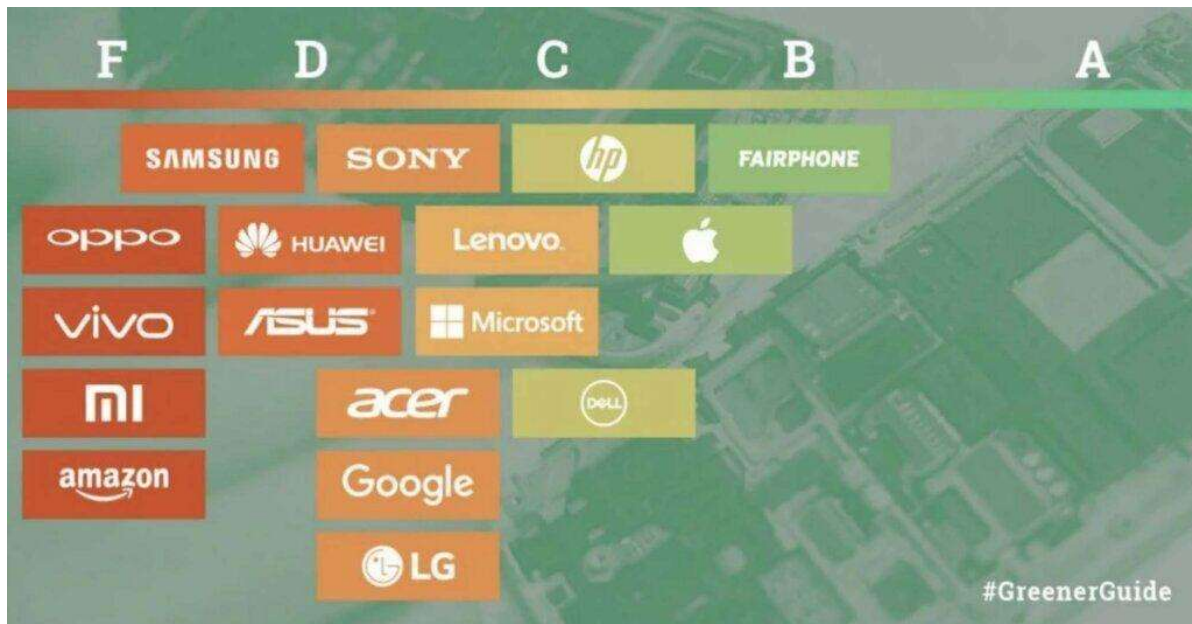 F D C B A
SAMSUNG SONY hp FAIRPHONE
oppo HUAWEI Lenovo.
vivo ASUS Microsoft
mi acer DELL
amazon Google
LG
#GreenerGuide